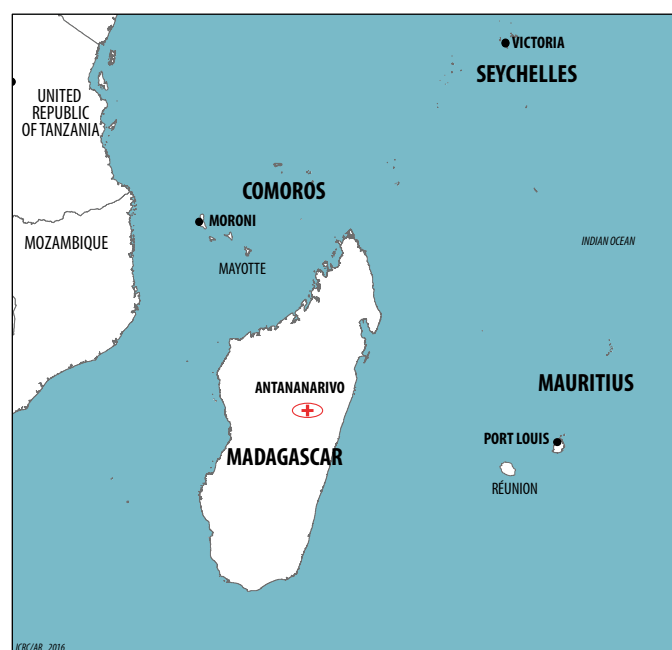 VICTORIA
SEYCHELLES
UNITED
REPUBLIC
OF TANZANIA
COMOROS
MORONI
MOZAMBIQUE
INDIAN OCEAN
MAYOTTE
MAURITIUS
ANTANANARIVO
PORT LOUIS
MADAGASCAR
RÉUNION
ICRC/AR_2016